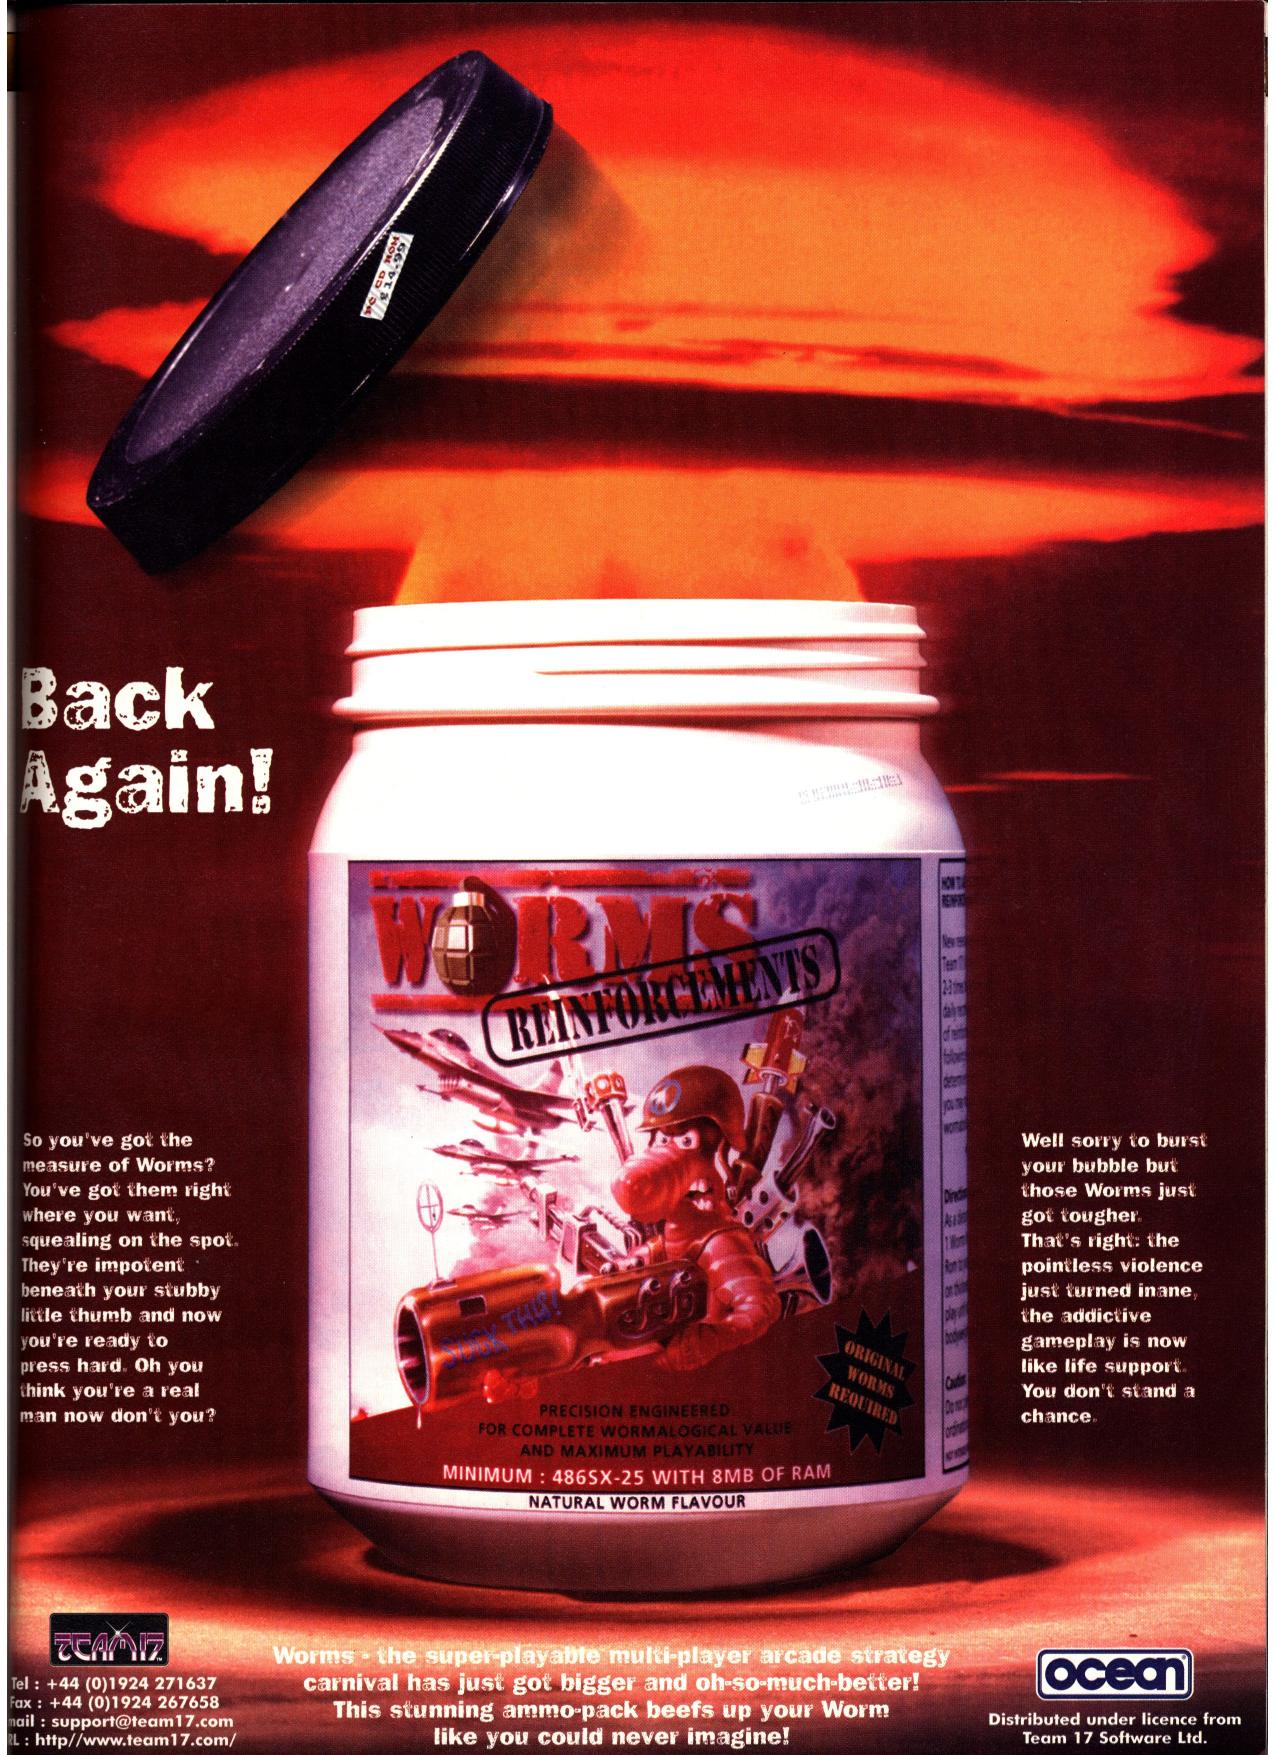 PC CD ROM
£14.99
Back
Again!
WORMS
REINFORCEMENTS
SUCK THIS!
ORIGINAL
WORMS
REQUIRED
PRECISION ENGINEERED
FOR COMPLETE WORMALOGICAL VALUE
AND MAXIMUM PLAYABILITY
MINIMUM : 486SX-25 WITH 8MB OF RAM
NATURAL WORM FLAVOUR
So you've got the
measure of Worms?
You've got them right
where you want,
squealing on the spot.
They're impotent
beneath your stubby
little thumb and now
you're ready to
press hard. Oh you
think you're a real
man now don't you?
Well sorry to burst
your bubble but
those Worms just
got tougher.
That's right: the
pointless violence
just turned inane,
the addictive
gameplay is now
like life support.
You don't stand a
chance.
TEAM17
Tel : +44 (0)1924 271637
Fax : +44 (0)1924 267658
mail : support@team17.com
RL : http//www.team17.com/
Worms - the super-playable multi-player arcade strategy
carnival has just got bigger and oh-so-much-better!
This stunning ammo-pack beefs up your Worm
like you could never imagine!
ocean
Distributed under licence from
Team 17 Software Ltd.